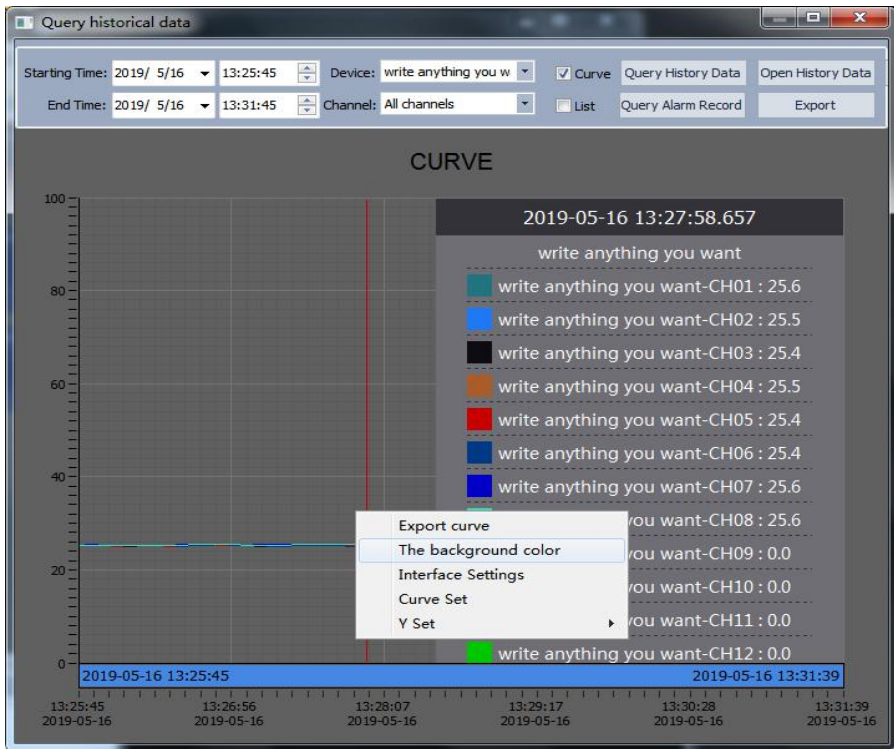 Query historical data
Starting Time: 2019/ 5/16 13:25:45 Device: write anything you w Curve Query History Data Open History Data
End Time: 2019/ 5/16 13:31:45 Channel: All channels List Query Alarm Record Export
CURVE
100
80
60
40
20
0
2019-05-16 13:27:58.657
write anything you want
write anything you want-CH01 : 25.6
write anything you want-CH02 : 25.5
write anything you want-CH03 : 25.4
write anything you want-CH04 : 25.5
write anything you want-CH05 : 25.4
write anything you want-CH06 : 25.4
write anything you want-CH07 : 25.6
you want-CH08 : 25.6
you want-CH09 : 0.0
you want-CH10 : 0.0
you want-CH11 : 0.0
write anything you want-CH12 : 0.0
Export curve
The background color
Interface Settings
Curve Set
Y Set
2019-05-16 13:25:45 2019-05-16 13:31:39
13:25:45 13:26:56 13:28:07 13:29:17 13:30:28 13:31:39
2019-05-16 2019-05-16 2019-05-16 2019-05-16 2019-05-16 2019-05-16